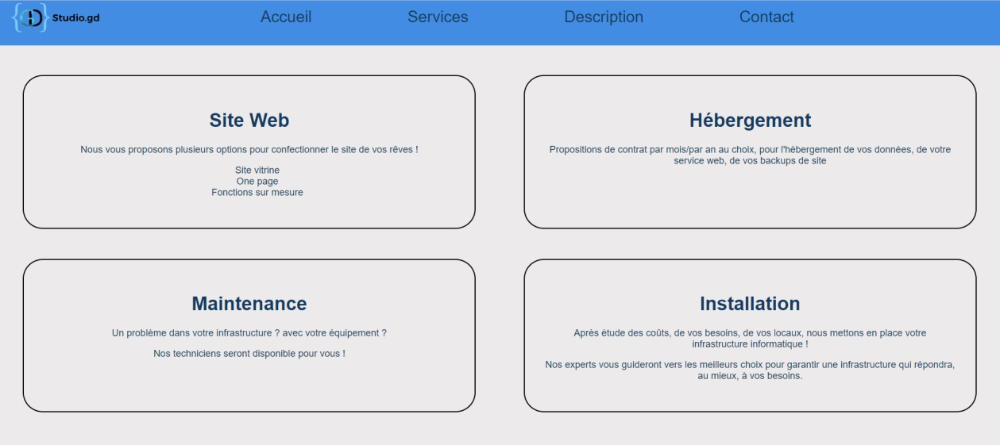 Studio.gd
Accueil
Services
Description
Contact
Site Web
Nous vous proposons plusieurs options pour confectionner le site de vos rêves !
Site vitrine
One page
Fonctions sur mesure
Hébergement
Propositions de contrat par mois/par an au choix, pour l'hébergement de vos données, de votre
service web, de vos backups de site
Maintenance
Un problème dans votre infrastructure ? avec votre équipement ?
Nos techniciens seront disponible pour vous !
Installation
Après étude des coûts, de vos besoins, de vos locaux, nous mettons en place votre
infrastructure informatique !
Nos experts vous guideront vers les meilleurs choix pour garantir une infrastructure qui répondra,
au mieux, à vos besoins.